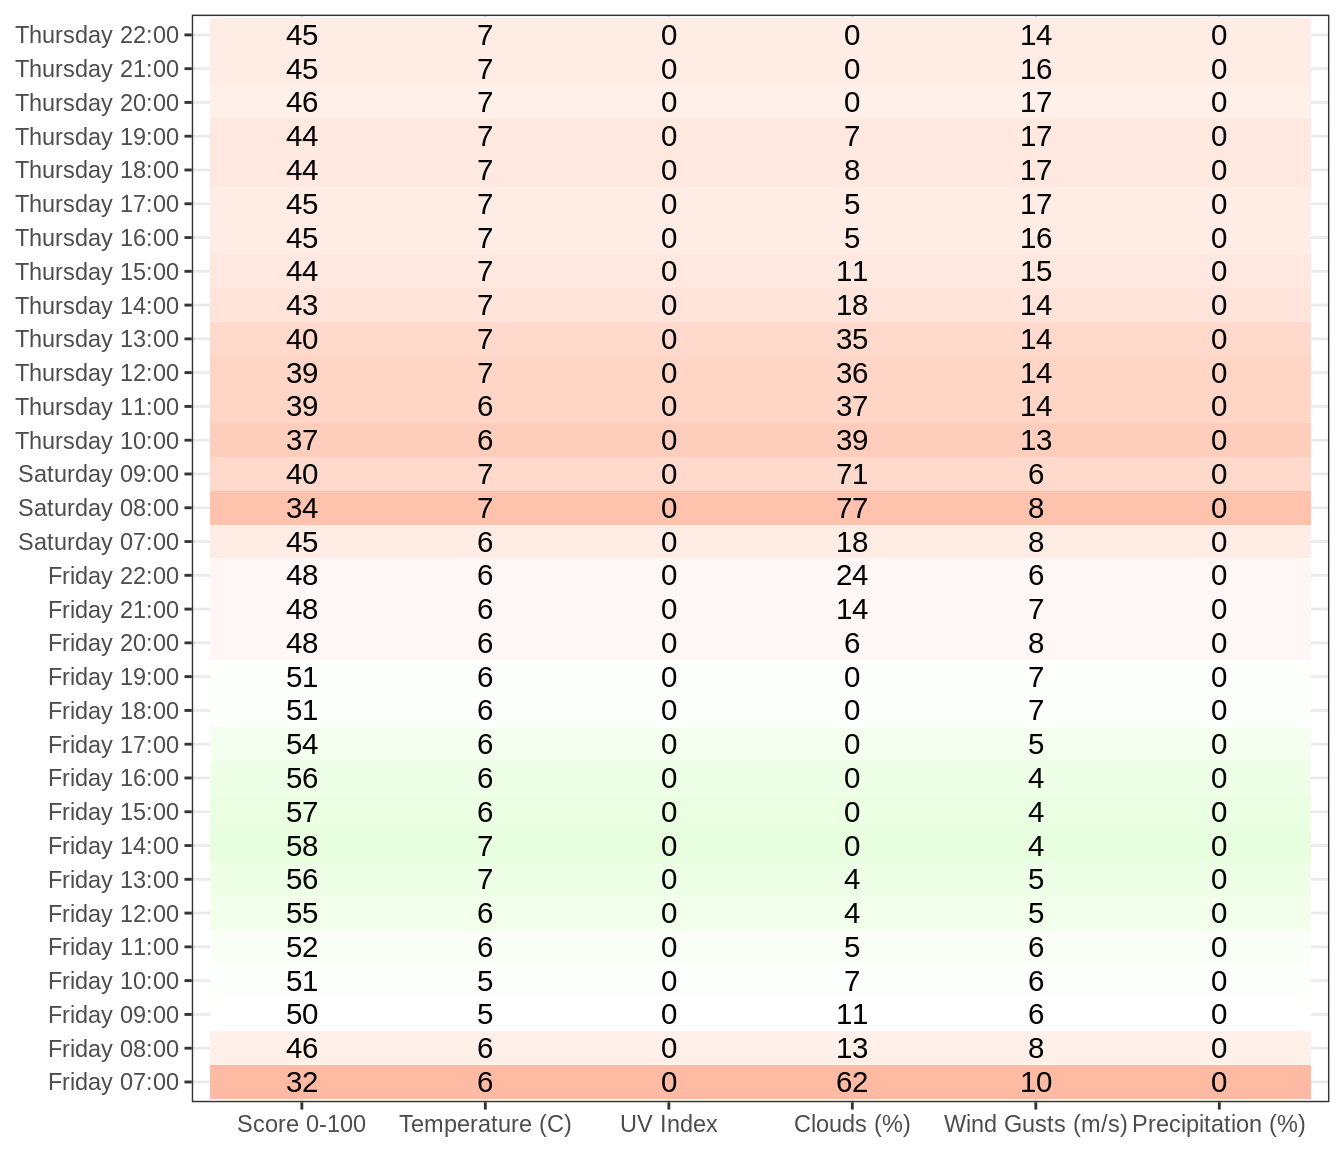 Thursday 22:00 45 7 0 0 14 0
Thursday 21:00 45 7 0 0 16 0
Thursday 20:00 46 7 0 0 17 0
Thursday 19:00 44 7 0 7 17 0
Thursday 18:00 44 7 0 8 17 0
Thursday 17:00 45 7 0 5 17 0
Thursday 16:00 45 7 0 5 16 0
Thursday 15:00 44 7 0 11 15 0
Thursday 14:00 43 7 0 18 14 0
Thursday 13:00 40 7 0 35 14 0
Thursday 12:00 39 7 0 36 14 0
Thursday 11:00 39 6 0 37 14 0
Thursday 10:00 37 6 0 39 13 0
Saturday 09:00 40 7 0 71 6 0
Saturday 08:00 34 7 0 77 8 0
Saturday 07:00 45 6 0 18 8 0
Friday 22:00 48 6 0 24 6 0
Friday 21:00 48 6 0 14 7 0
Friday 20:00 48 6 0 6 8 0
Friday 19:00 51 6 0 0 7 0
Friday 18:00 51 6 0 0 7 0
Friday 17:00 54 6 0 0 5 0
Friday 16:00 56 6 0 0 4 0
Friday 15:00 57 6 0 0 4 0
Friday 14:00 58 7 0 0 4 0
Friday 13:00 56 7 0 4 5 0
Friday 12:00 55 6 0 4 5 0
Friday 11:00 52 6 0 5 6 0
Friday 10:00 51 5 0 7 6 0
Friday 09:00 50 5 0 11 6 0
Friday 08:00 46 6 0 13 8 0
Friday 07:00 32 6 0 62 10 0
Score 0-100 Temperature (C) UV Index Clouds (%) Wind Gusts (m/s) Precipitation (%)